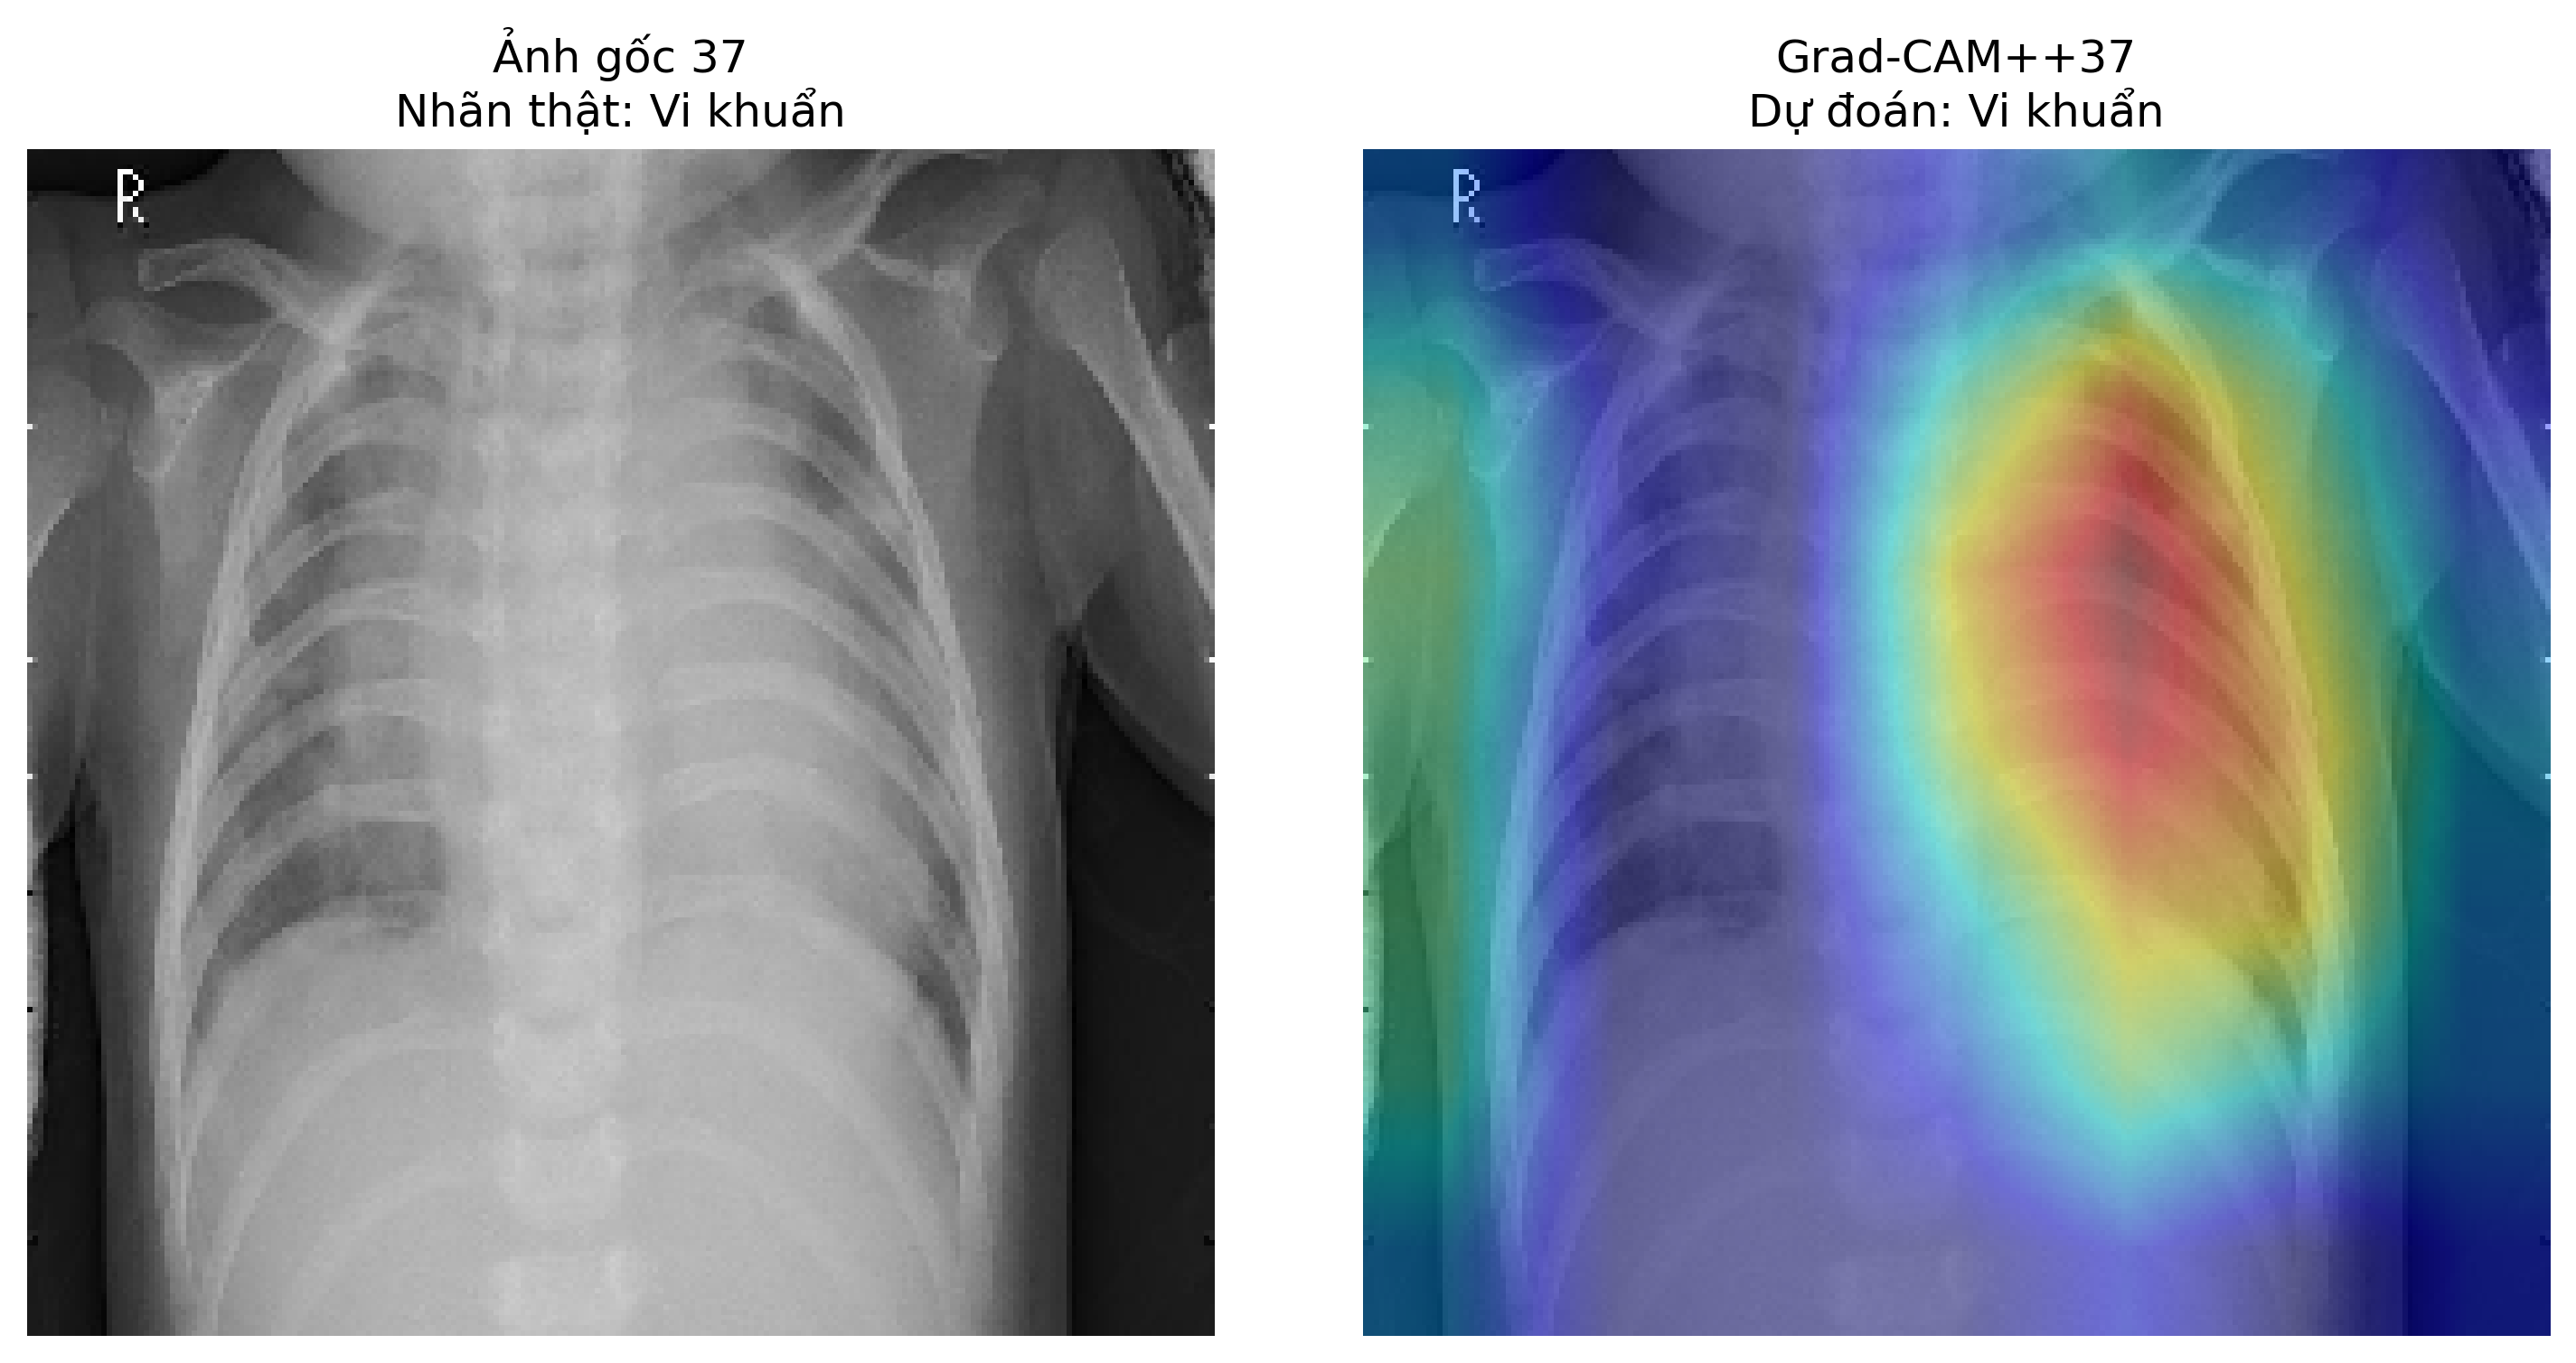 Ảnh gốc 37
Nhãn thật: Vi khuẩn
R
Grad-CAM++37
Dự đoán: Vi khuẩn
R